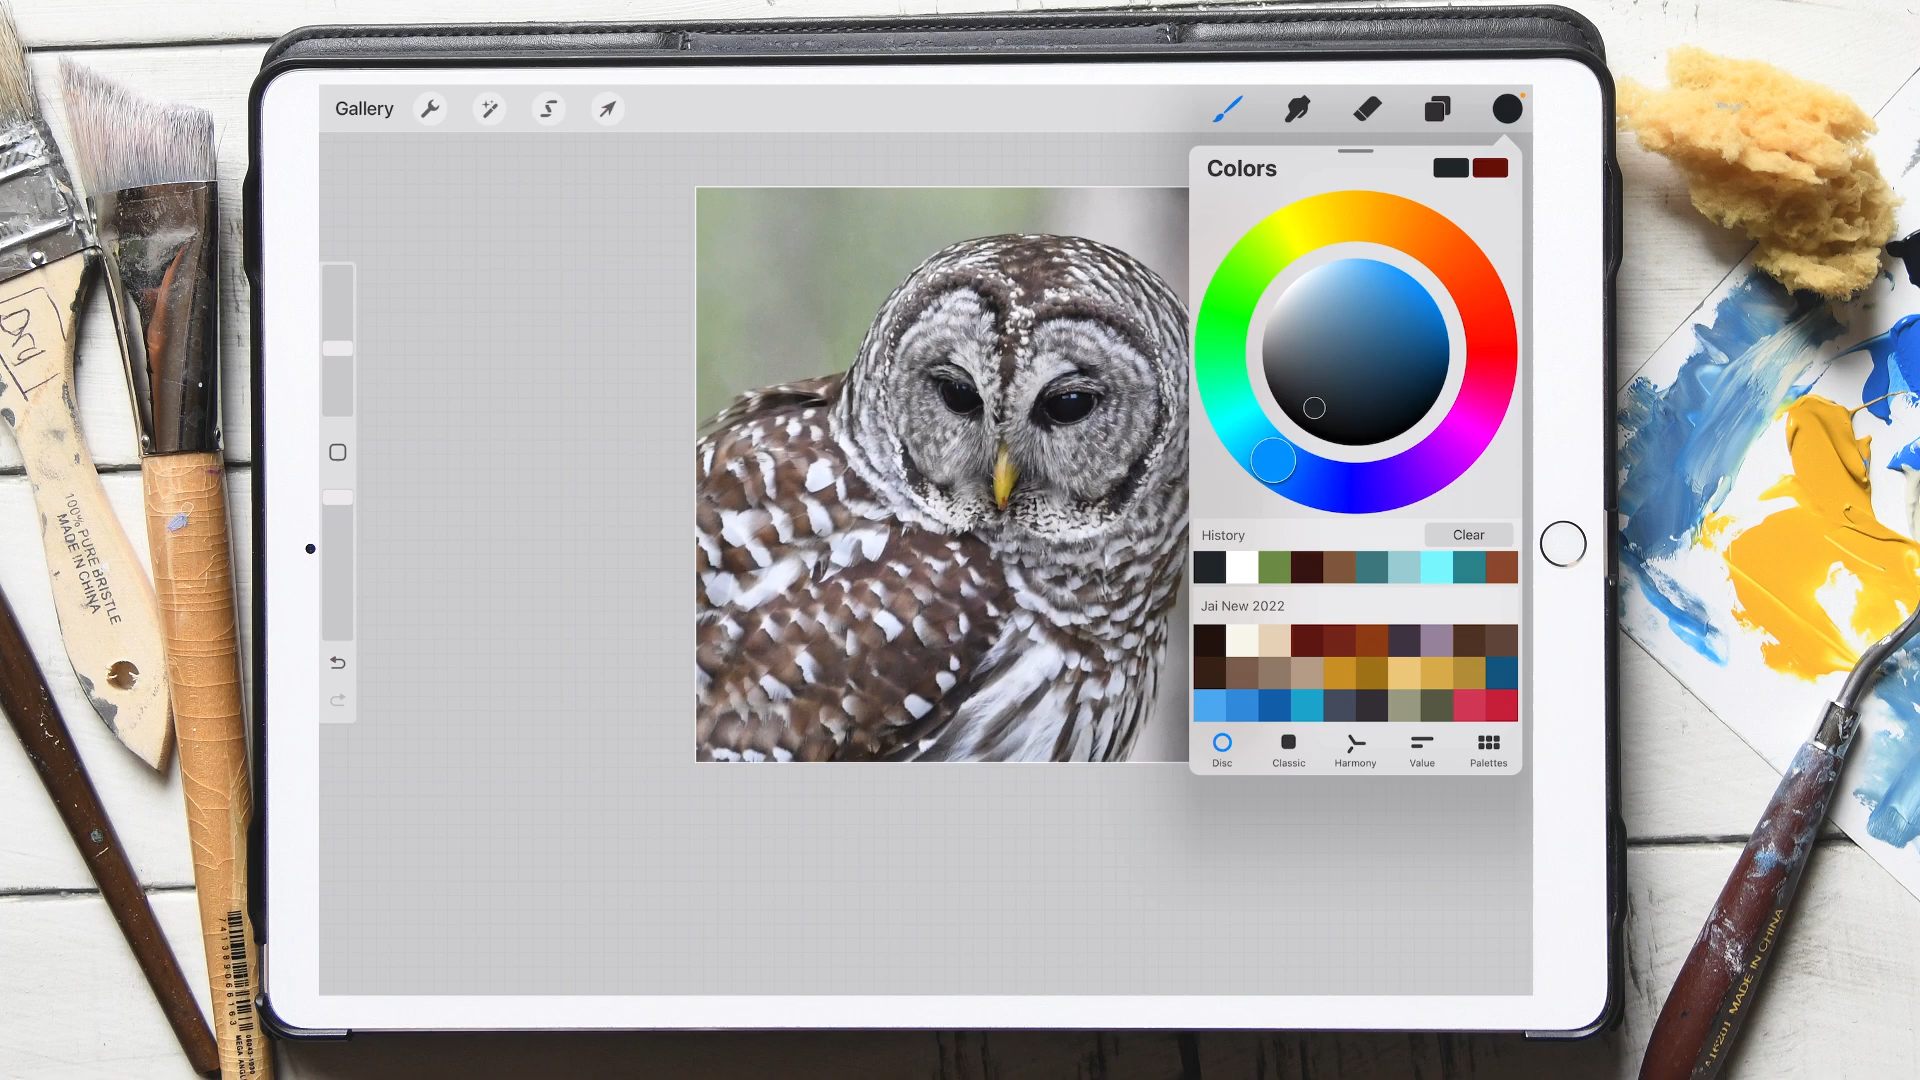 Gallery
Colors
History
Clear
Jai New 2022
Disc
Classic
Harmony
Value
Palettes
Dry
100% PURE BRISTLE
MADE IN CHINA
MADE IN CHINA